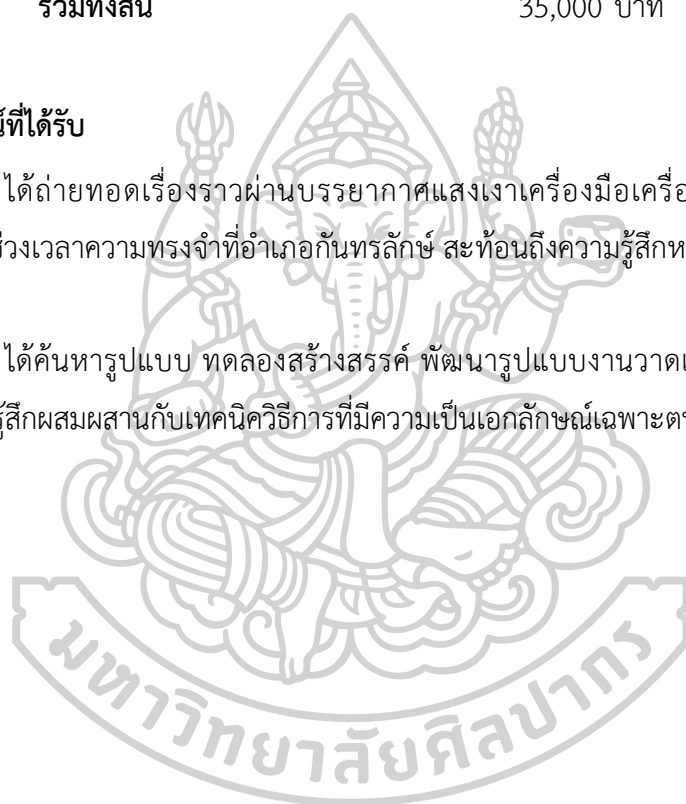 รวมทั้งสิ้น 35,000 บาท
ที่ได้รับ
ได้ถ่ายทอดเรื่องราวผ่านบรรยากาศแสงเงาเครื่องมือเครื่อ
ช่วงเวลาความทรงจำที่อำเภอกันทรลักษ์ สะท้อนถึงความรู้สึกห
ได้ค้นหารูปแบบ ทดลองสร้างสรรค์ พัฒนารูปแบบงานวาดเ
รู้สึกผสมผสานกับเทคนิควิธีการที่มีความเป็นเอกลักษณ์เฉพาะต
มหาวิทยาลัยศิลปากร